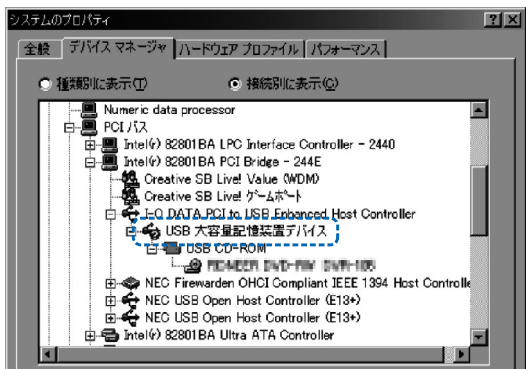 システムのプロパティ
全般 デバイス マネージャ ハードウェア プロファイル パフォーマンス
種類別に表示(T) 接続別に表示(C)
Numeric data processor
PCI バス
Intel(r) 82801BA LPC Interface Controller - 2440
Intel(r) 82801BA PCI Bridge - 244E
Creative SB Live! Value (WDM)
Creative SB Live! ゲームポート
I-O DATA PCI to USB Enhanced Host Controller
USB 大容量記憶装置デバイス
USB CD-ROM
PIONEER DVD-RW DVR-105
NEC Firewarden OHCI Compliant IEEE 1394 Host Controlle
NEC USB Open Host Controller (E13+)
NEC USB Open Host Controller (E13+)
Intel(r) 82801BA Ultra ATA Controller